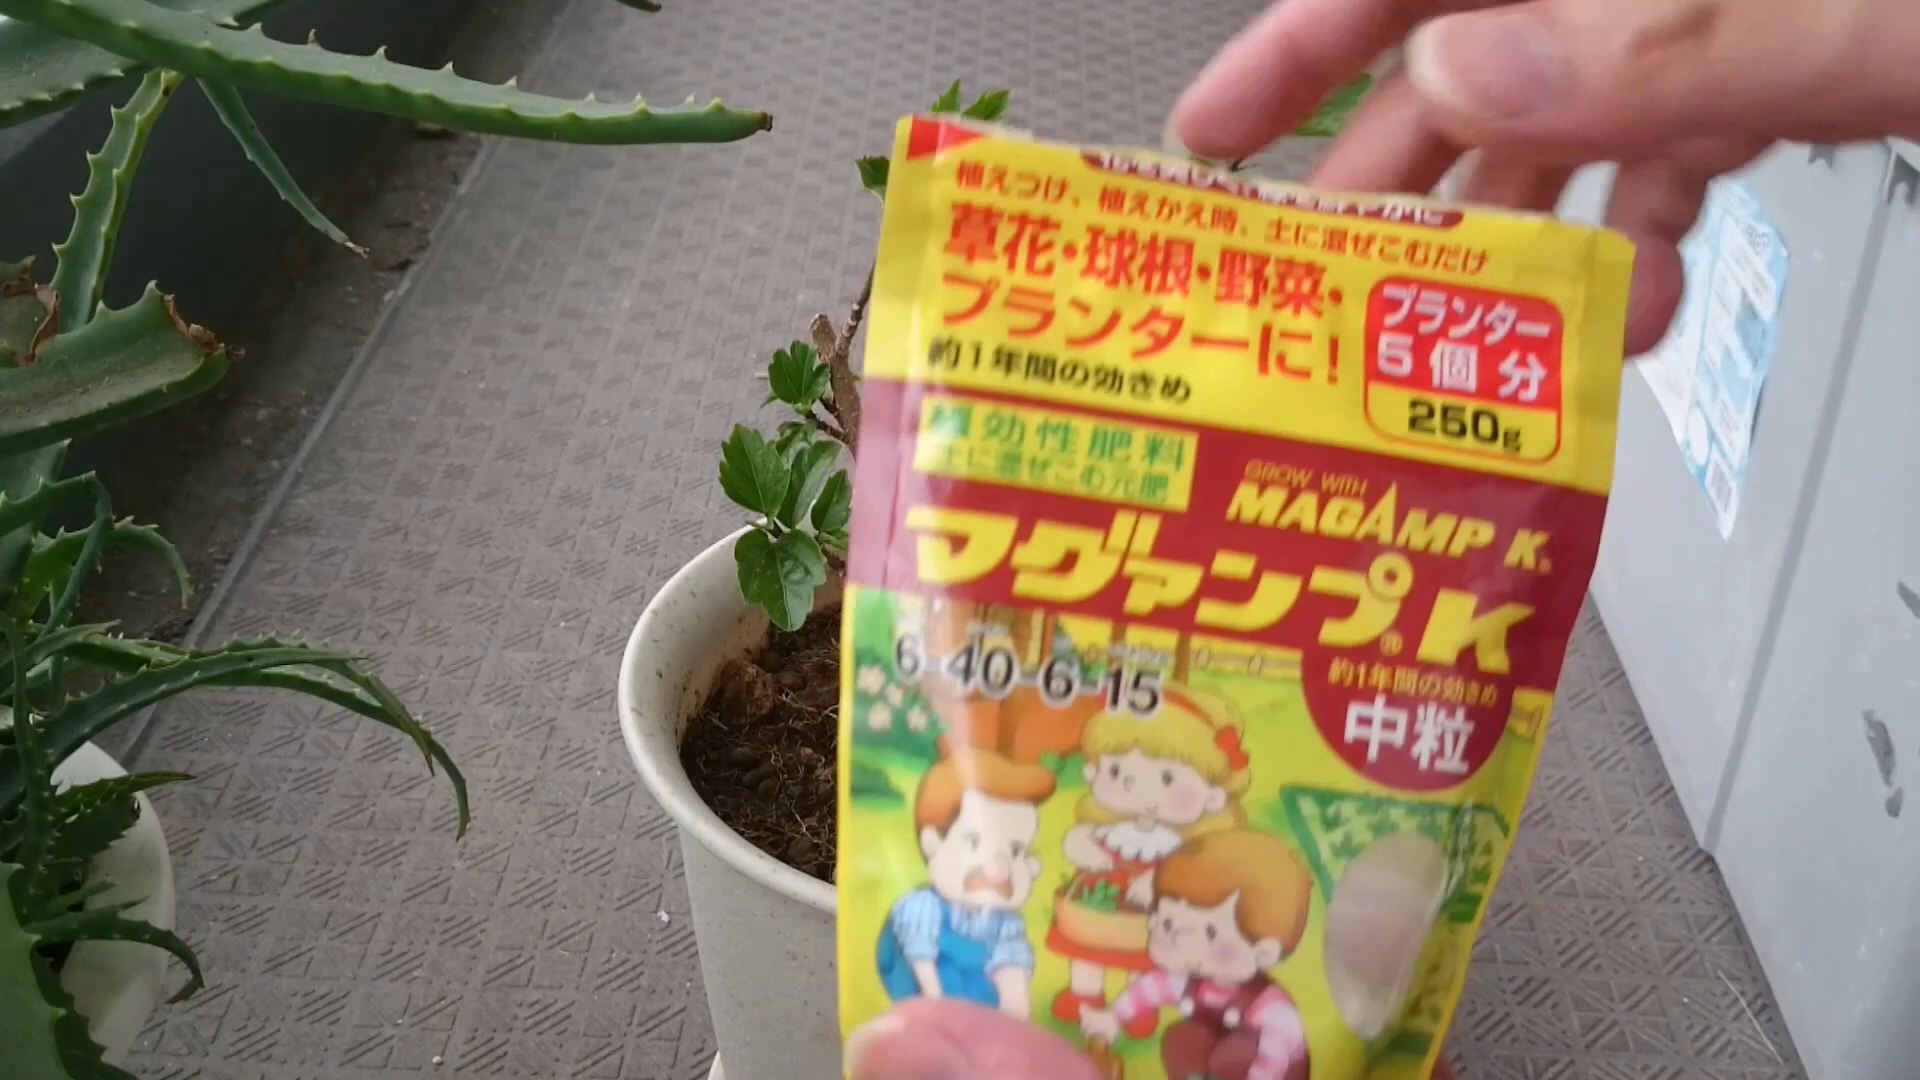 植えつけ、植えかえ時、土に混ぜこむだけ
草花・球根・野菜・
プランターに!
約1年間の効きめ
プランター
5個分
250g
緩効性肥料
土に混ぜこむ元肥
GROW WITH
MAGAMP K.
マグァンプK
6-40-6-15
約1年間の効きめ
中粒